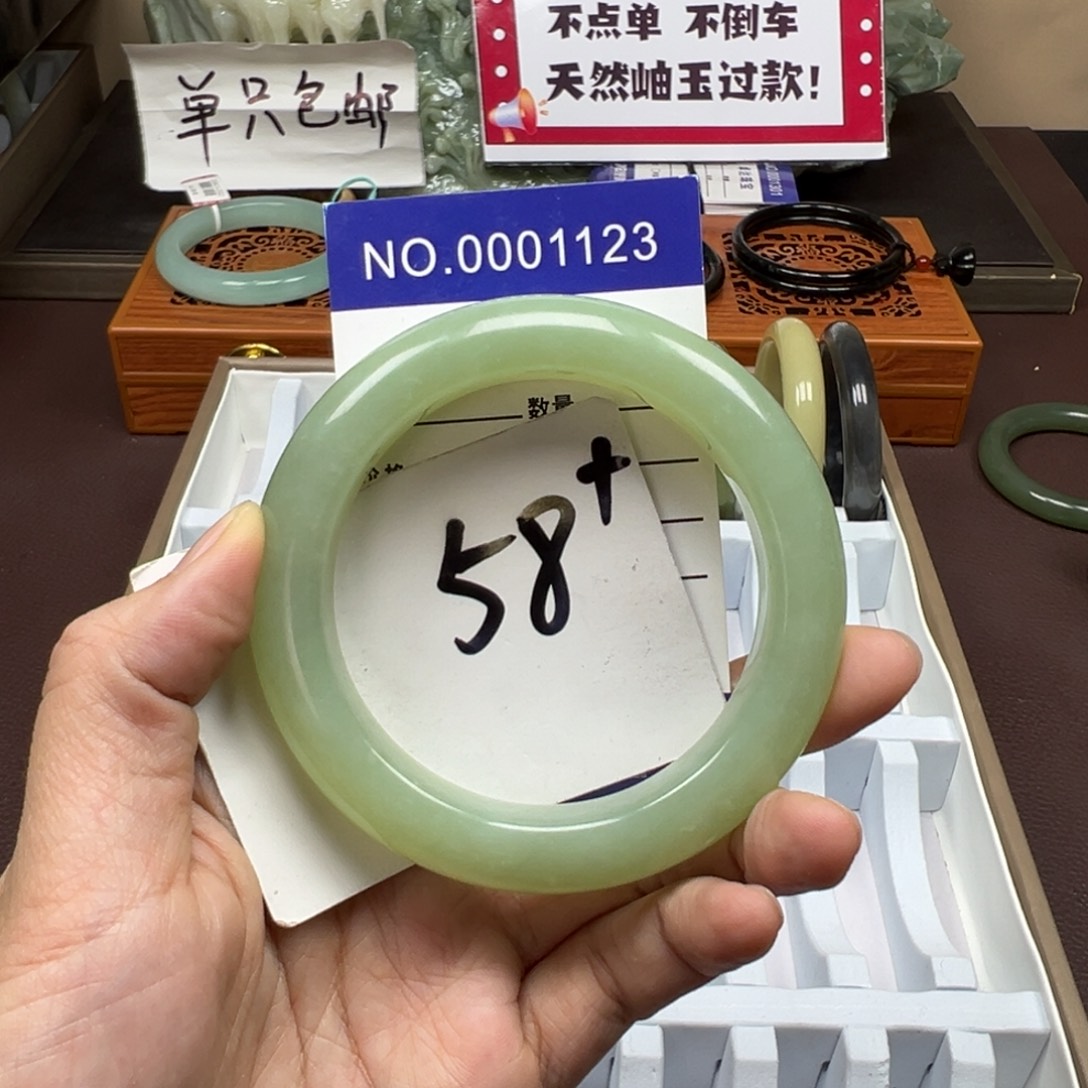 不点单 不倒车
天然岫玉过款!
单只包邮
NO.0001123
数量
58+